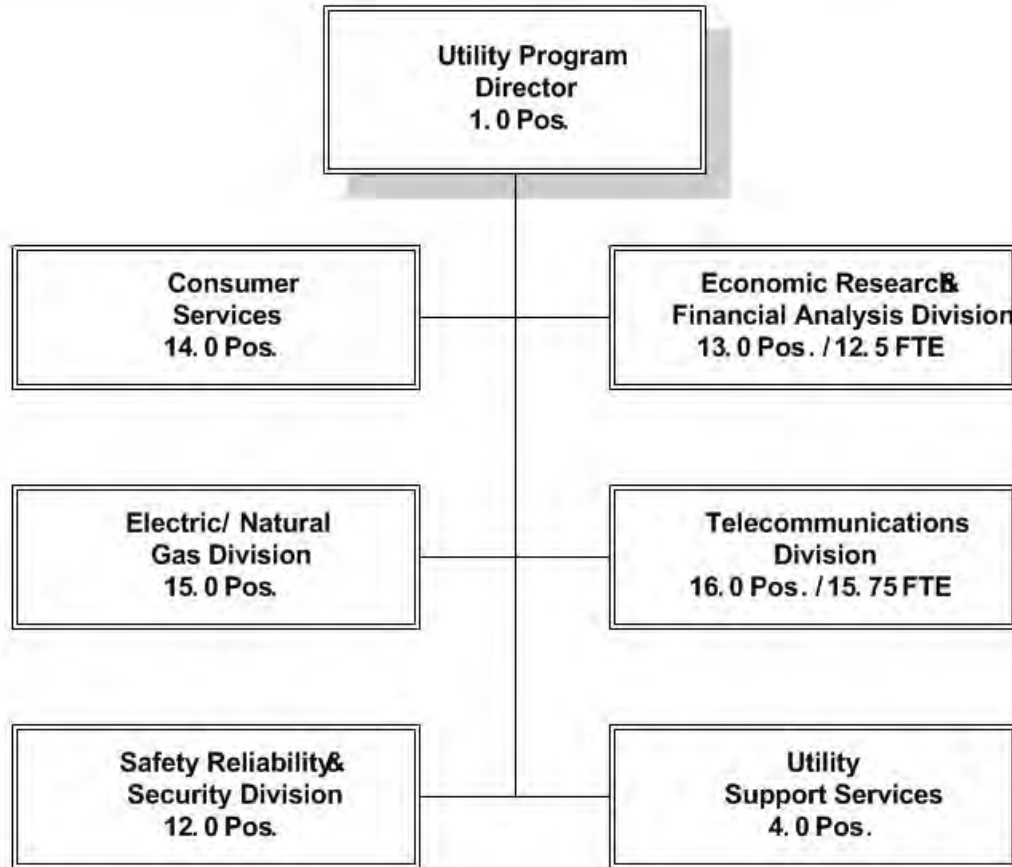 Utility Program
Director
1.0 Pos.
Consumer
Services
14.0 Pos.
Economic Research&
Financial Analysis Division
13.0 Pos. / 12.5 FTE
Electric/ Natural
Gas Division
15.0 Pos.
Telecommunications
Division
16.0 Pos. / 15.75 FTE
Safety Reliability&
Security Division
12.0 Pos.
Utility
Support Services
4.0 Pos.